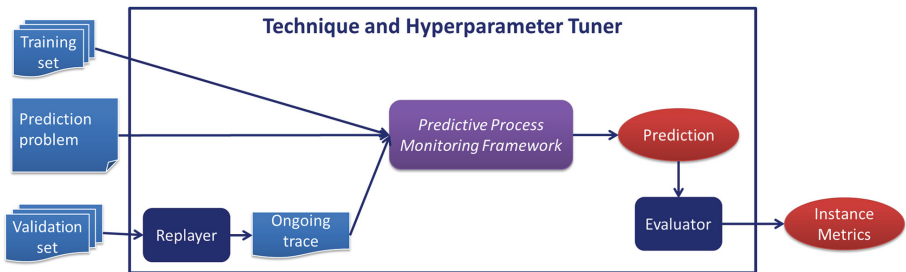 Technique and Hyperparameter Tuner
Training
set
Prediction
problem
Predictive Process
Monitoring Framework
Prediction
Validation
set
Replayer
Ongoing
trace
Evaluator
Instance
Metrics